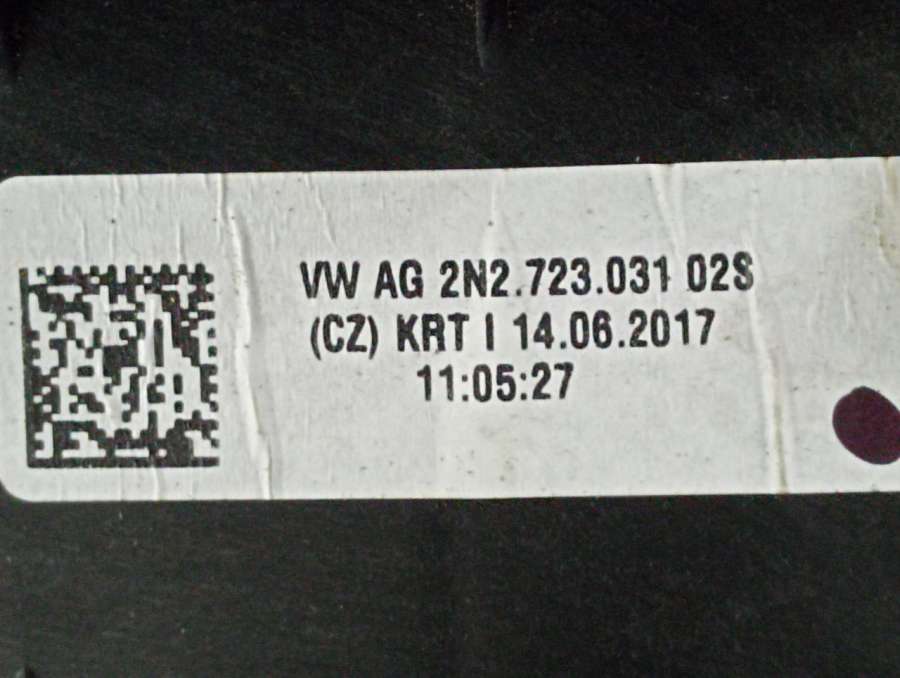 VW AG 2N2.723.031 02S
(CZ) KRT I 14.06.2017
11:05:27